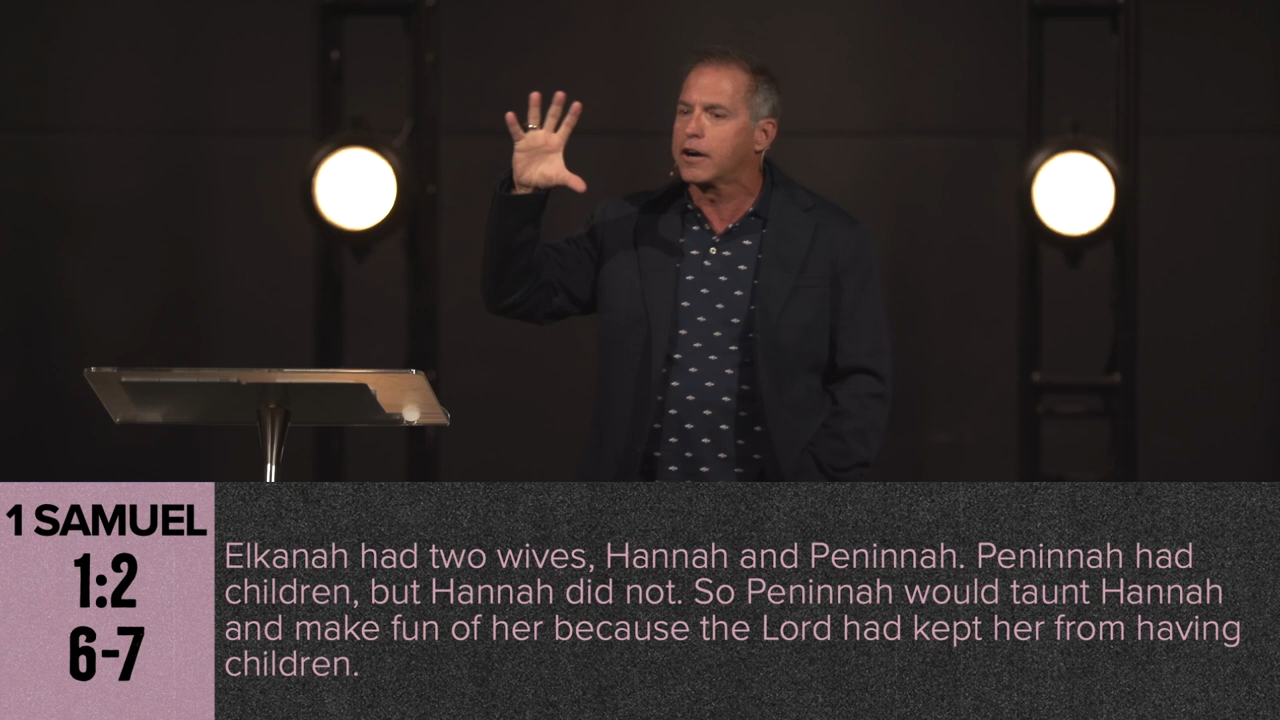 1 SAMUEL
1:2
6-7
Elkanah had two wives, Hannah and Peninnah. Peninnah had
children, but Hannah did not. So Peninnah would taunt Hannah
and make fun of her because the Lord had kept her from having
children.